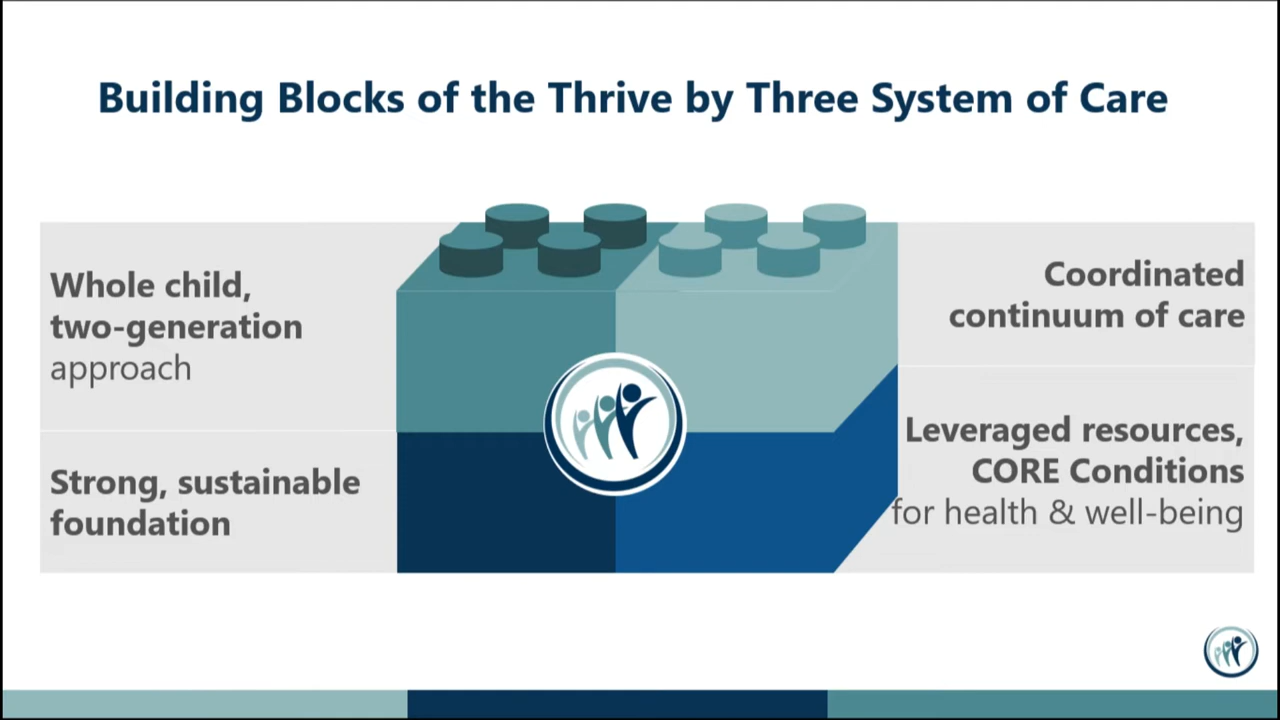 Building Blocks of the Thrive by Three System of Care
Whole child,
two-generation
approach
Coordinated
continuum of care
Strong, sustainable
foundation
Leveraged resources,
CORE Conditions
for health & well-being